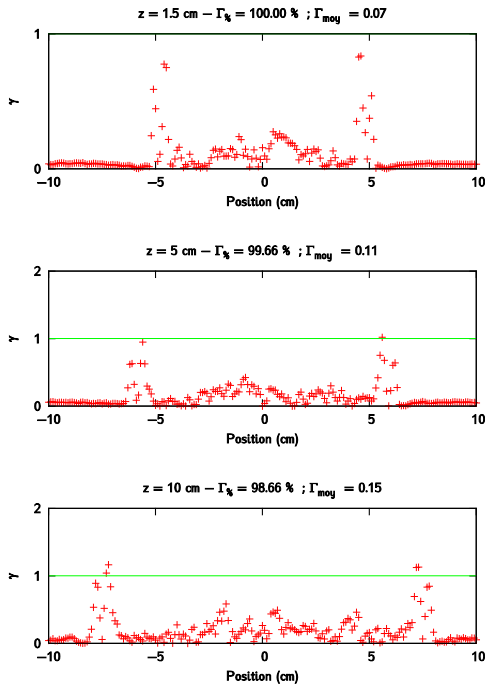 z = 1.5 cm – Γ% = 100.00 % ; Γmoy = 0.07
1
γ
0
−10 −5 0 5 10
Position (cm)
z = 5 cm – Γ% = 99.66 % ; Γmoy = 0.11
2
1
γ
0
−10 −5 0 5 10
Position (cm)
z = 10 cm – Γ% = 98.66 % ; Γmoy = 0.15
2
1
γ
0
−10 −5 0 5 10
Position (cm)